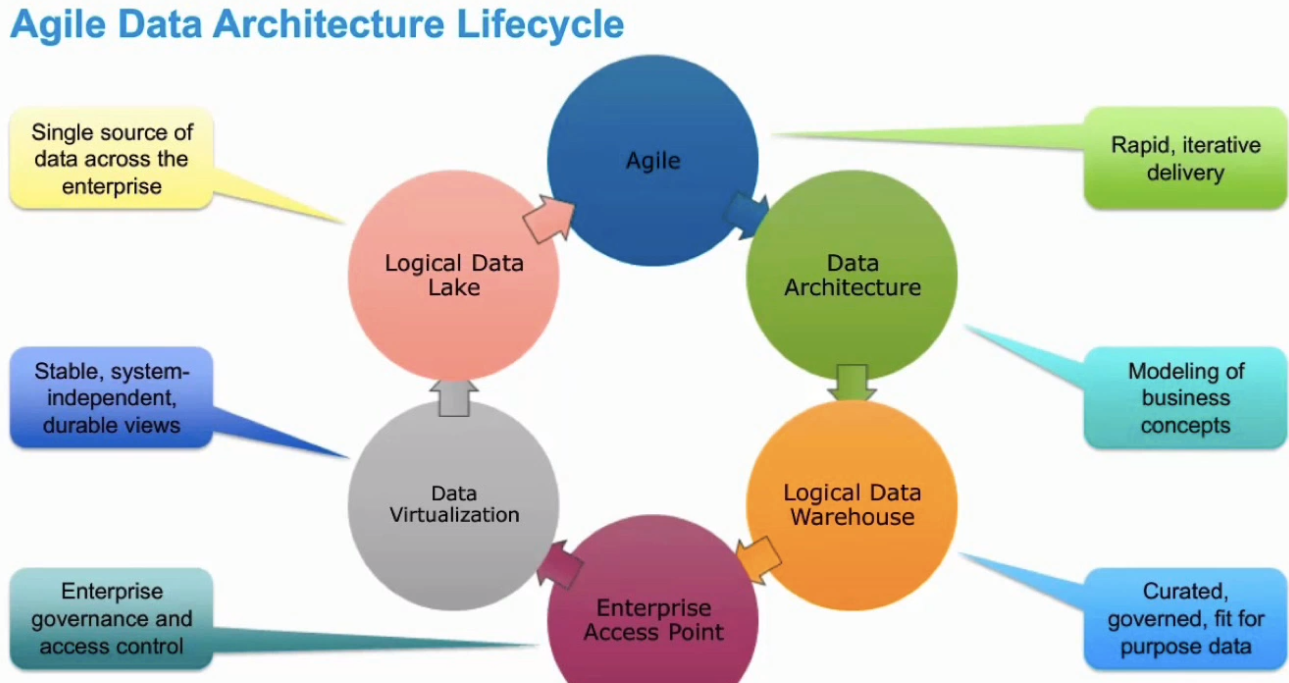 Agile Data Architecture Lifecycle
Single source of
data across the
enterprise
Agile
Rapid, iterative
delivery
Logical Data
Lake
Data
Architecture
Stable, system-
independent,
durable views
Modeling of
business
concepts
Data
Virtualization
Logical Data
Warehouse
Enterprise
governance and
access control
Enterprise
Access Point
Curated,
governed, fit for
purpose data